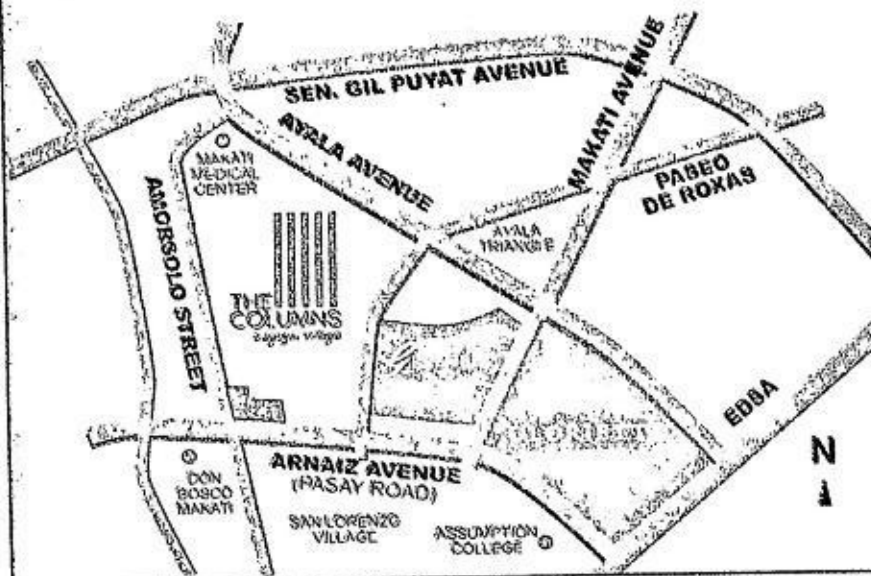 SEN. GIL PUYAT AVENUE
AYALA AVENUE
MAKATI AVENUE
PASEO
DE ROXAS
MAKATI
MEDICAL
CENTER
AYALA
TRIANGLE
AMORSOLO STREET
THE
COLUMNS
EDSA
N
ARNAIZ AVENUE
(PASAY ROAD)
DON
BOSCO
MAKATI
SAN LORENZO
VILLAGE
ASSUMPTION
COLLEGE